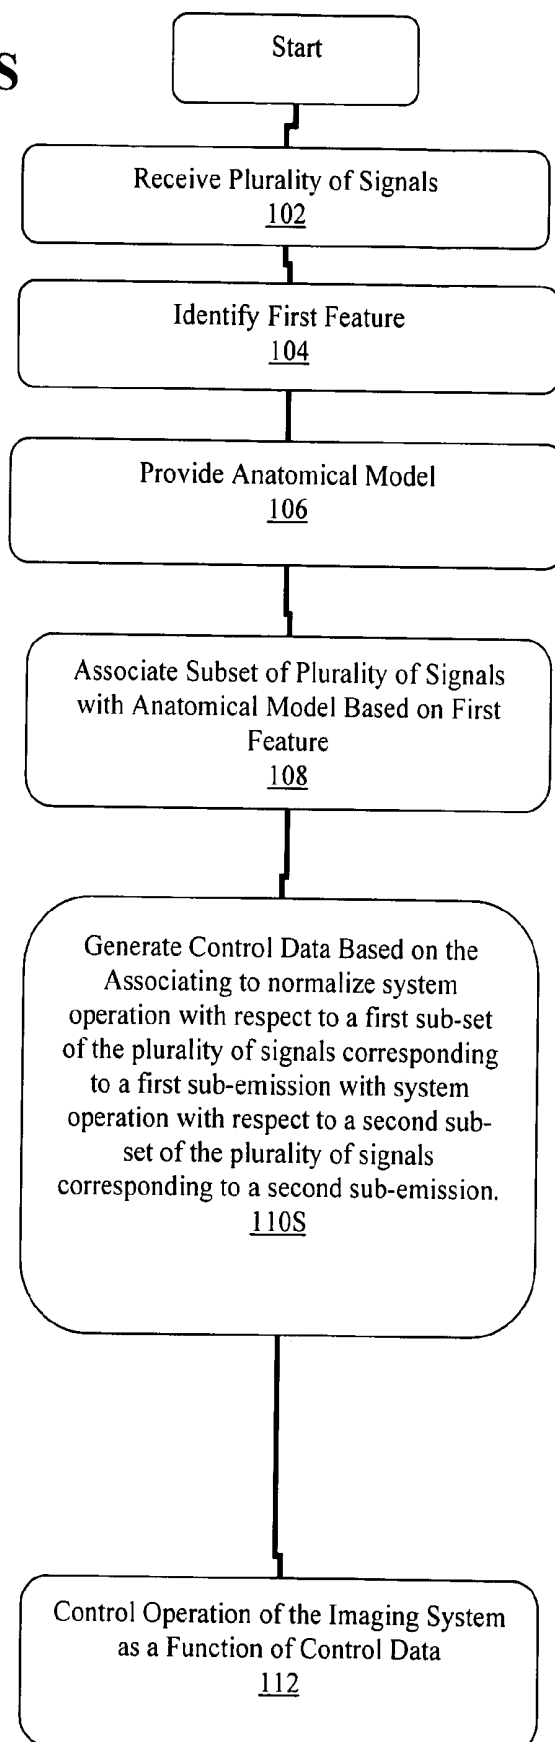 S
Start
Receive Plurality of Signals
102
Identify First Feature
104
Provide Anatomical Model
106
Associate Subset of Plurality of Signals
with Anatomical Model Based on First
Feature
108
Generate Control Data Based on the
Associating to normalize system
operation with respect to a first sub-set
of the plurality of signals corresponding
to a first sub-emission with system
operation with respect to a second sub-
set of the plurality of signals
corresponding to a second sub-emission.
110S
Control Operation of the Imaging System
as a Function of Control Data
112